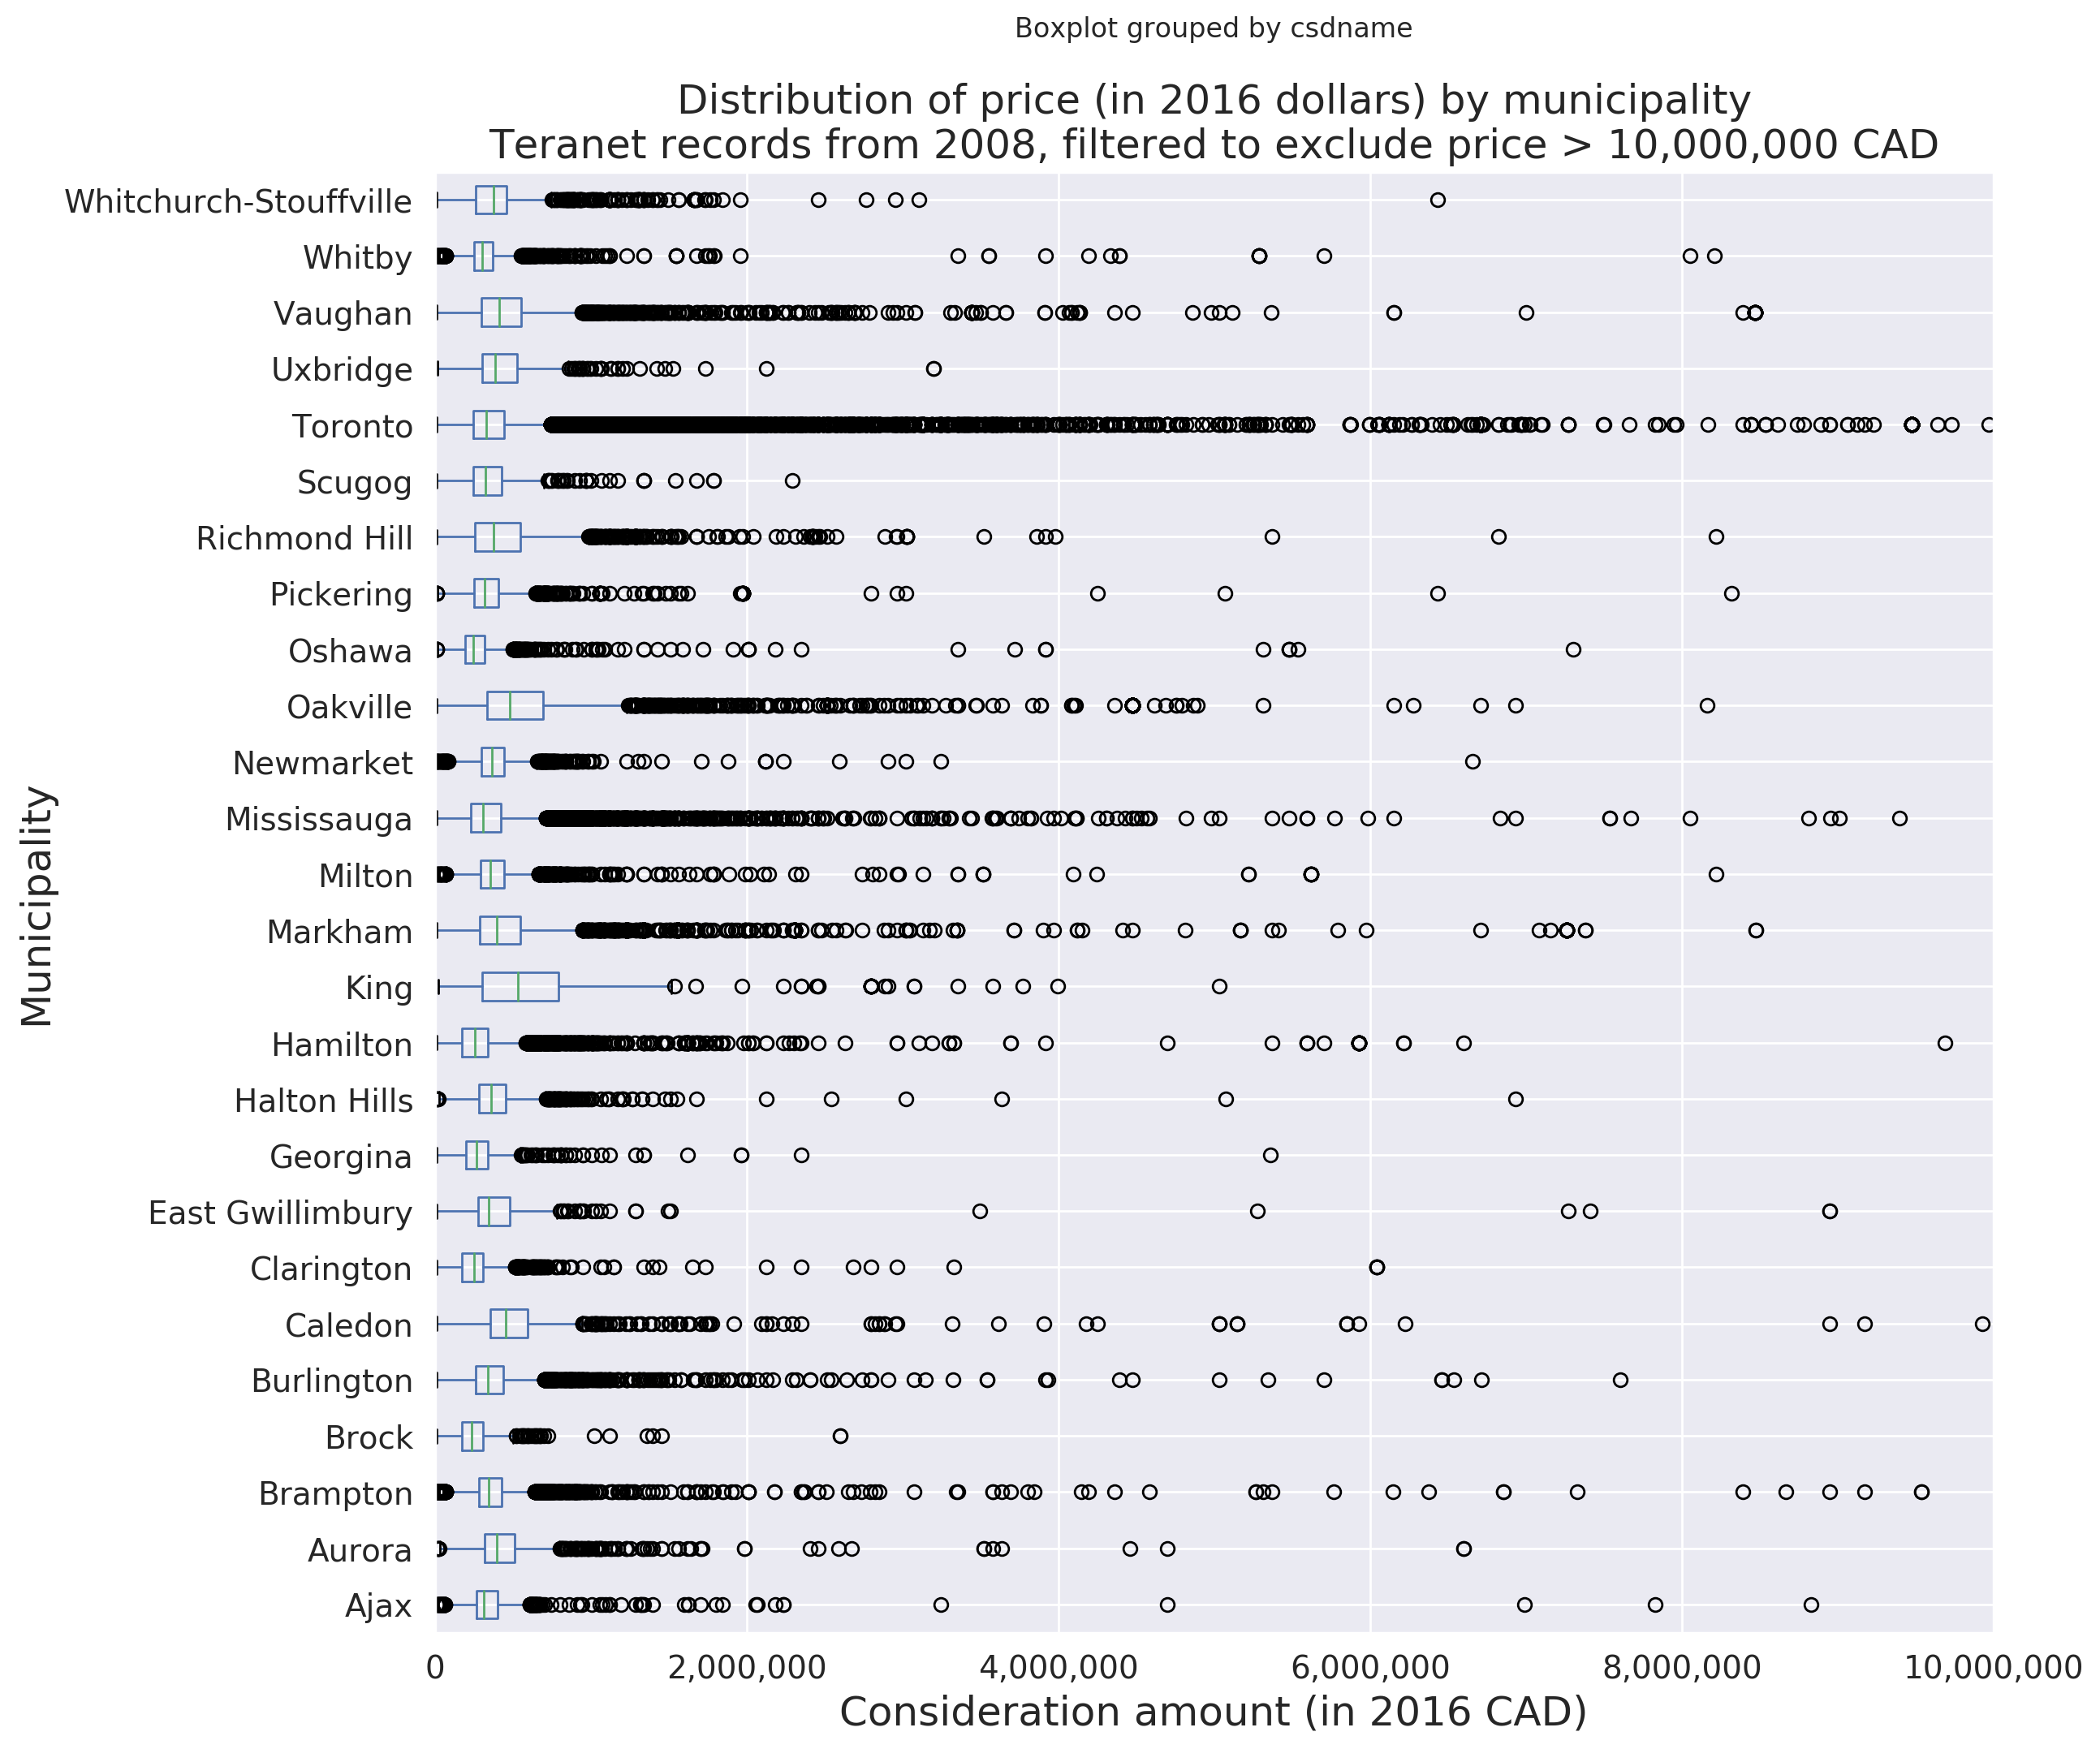 Boxplot grouped by csdname
Distribution of price (in 2016 dollars) by municipality
Teranet records from 2008, filtered to exclude price > 10,000,000 CAD
Municipality
Whitchurch-Stouffville
Whitby
Vaughan
Uxbridge
Toronto
Scugog
Richmond Hill
Pickering
Oshawa
Oakville
Newmarket
Mississauga
Milton
Markham
King
Hamilton
Halton Hills
Georgina
East Gwillimbury
Clarington
Caledon
Burlington
Brock
Brampton
Aurora
Ajax
0 2,000,000 4,000,000 6,000,000 8,000,000 10,000,000
Consideration amount (in 2016 CAD)